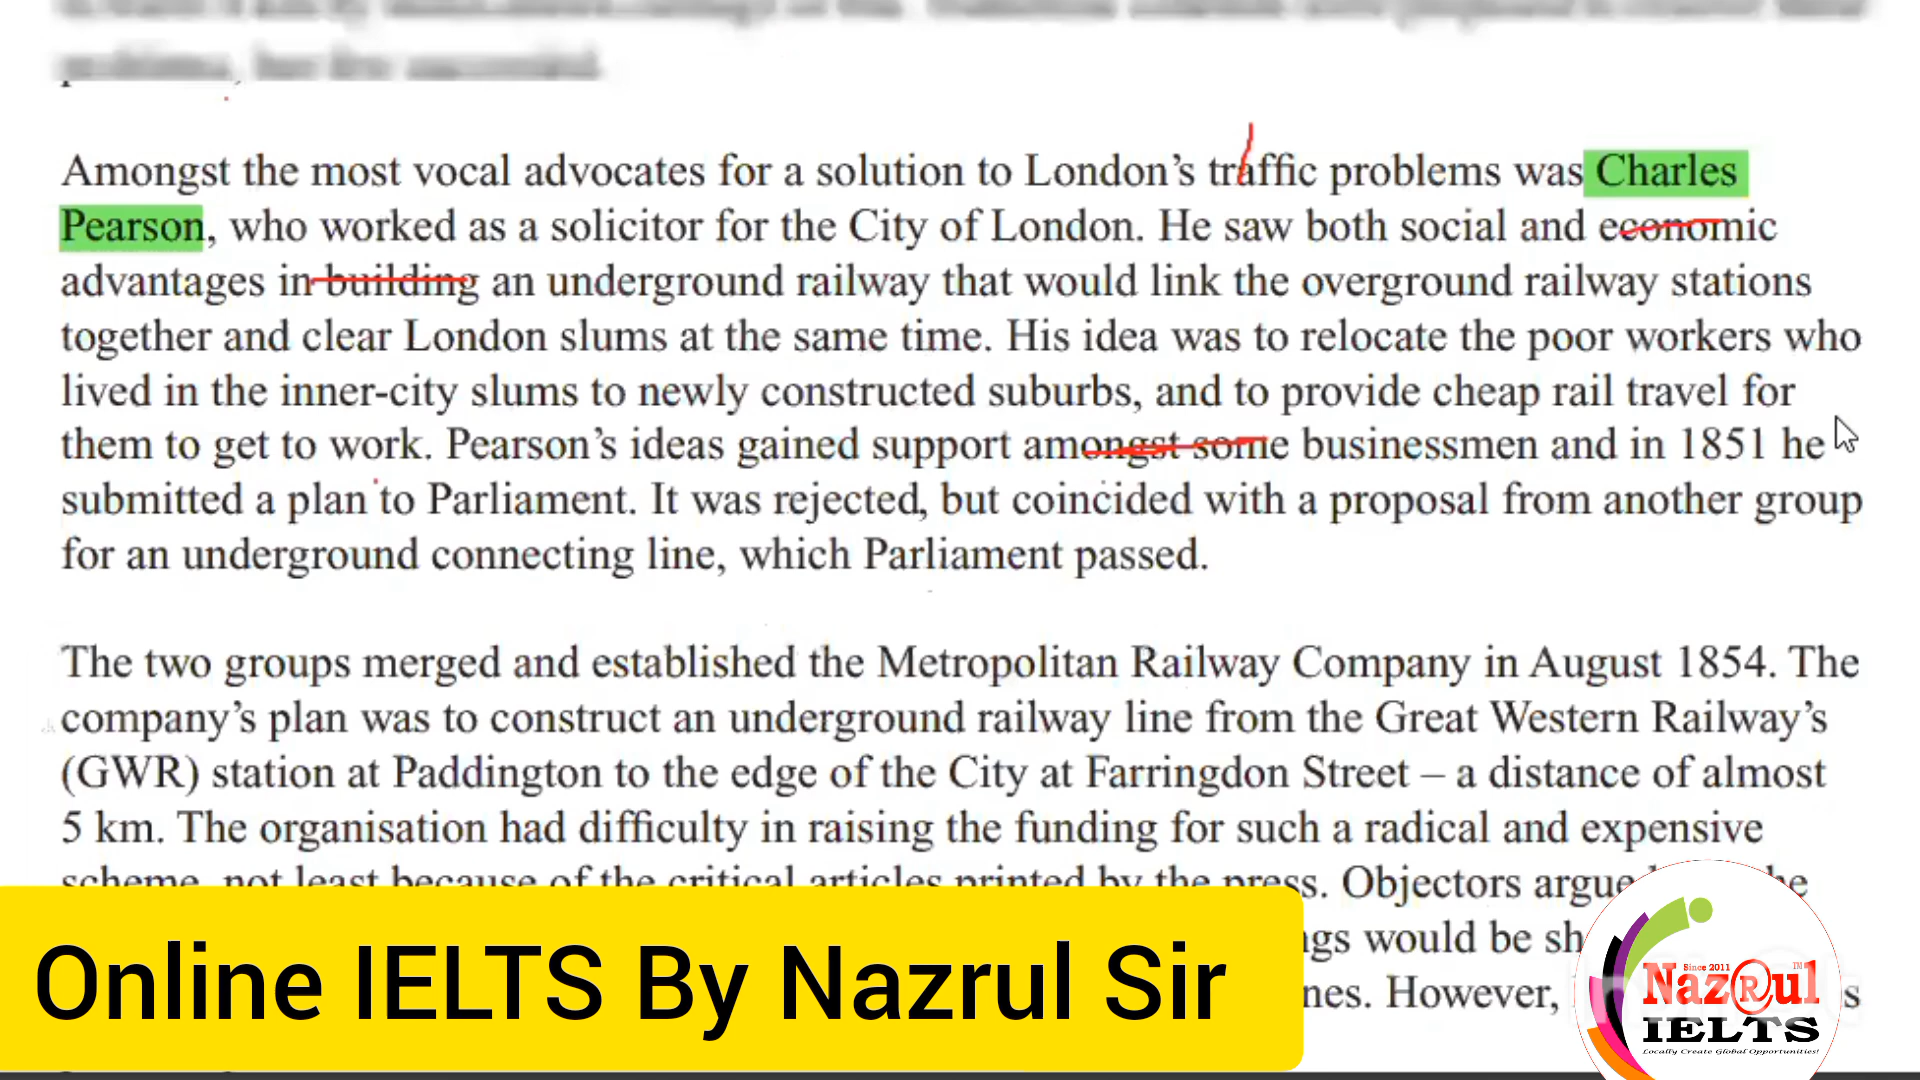 Amongst the most vocal advocates for a solution to London's traffic problems was Charles
Pearson, who worked as a solicitor for the City of London. He saw both social and economic
advantages in building an underground railway that would link the overground railway stations
together and clear London slums at the same time. His idea was to relocate the poor workers who
lived in the inner-city slums to newly constructed suburbs, and to provide cheap rail travel for
them to get to work. Pearson's ideas gained support amongst some businessmen and in 1851 he
submitted a plan to Parliament. It was rejected, but coincided with a proposal from another group
for an underground connecting line, which Parliament passed.
The two groups merged and established the Metropolitan Railway Company in August 1854. The
company's plan was to construct an underground railway line from the Great Western Railway's
(GWR) station at Paddington to the edge of the City at Farringdon Street – a distance of almost
5 km. The organisation had difficulty in raising the funding for such a radical and expensive
scheme, not least because of the critical articles printed by the press. Objectors
would be
However,
Online IELTS By Nazrul Sir
Since 2011
Nazrul
IELTS
Locally Create Global Opportunities!